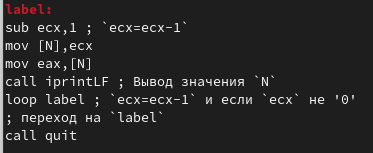 label:
sub ecx,1 ; `ecx=ecx-1`
mov [N],ecx
mov eax,[N]
call iprintLF ; Вывод значения `N`
loop label ; `ecx=ecx-1` и если `ecx` не '0'
; переход на `label`
call quit